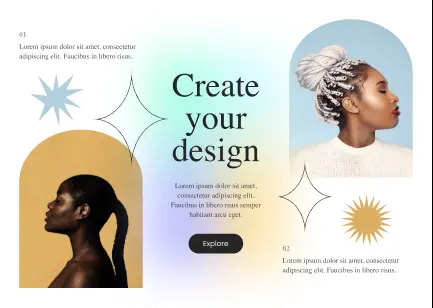 01
Lorem ipsum dolor sit amet, consectetur
adipiscing elit. Faucibus in libero risus.
Create
your
design
Lorem ipsum dolor sit amet,
consectetur adipiscing elit.
Faucibus in libero risus semper
habitant arcu eget.
Explore
02
Lorem ipsum dolor sit amet, consectetur
adipiscing elit. Faucibus in libero risus.